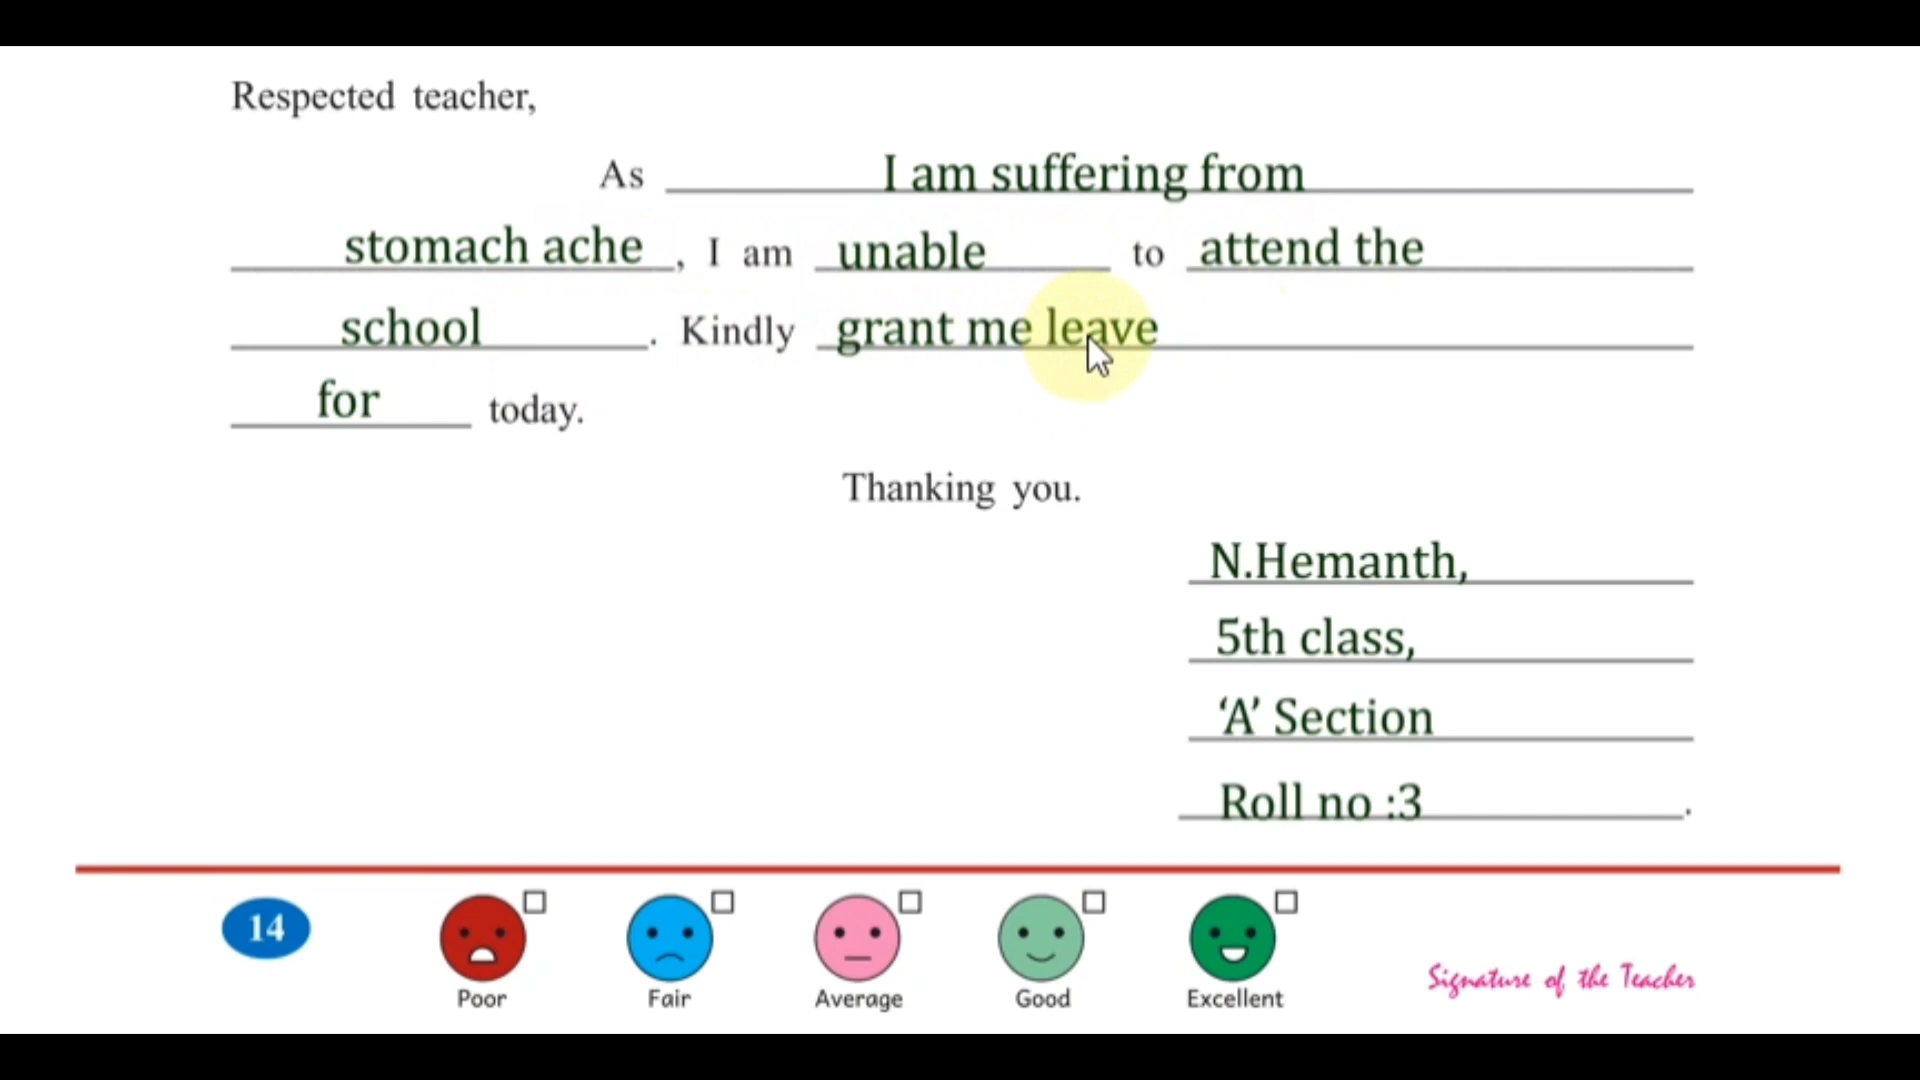 Respected teacher,
As I am suffering from
stomach ache, I am unable to attend the
school. Kindly grant me leave
for today.
Thanking you.
N.Hemanth,
5th class,
‘A’ Section
Roll no :3.
14
Poor Fair Average Good Excellent
Signature of the Teacher